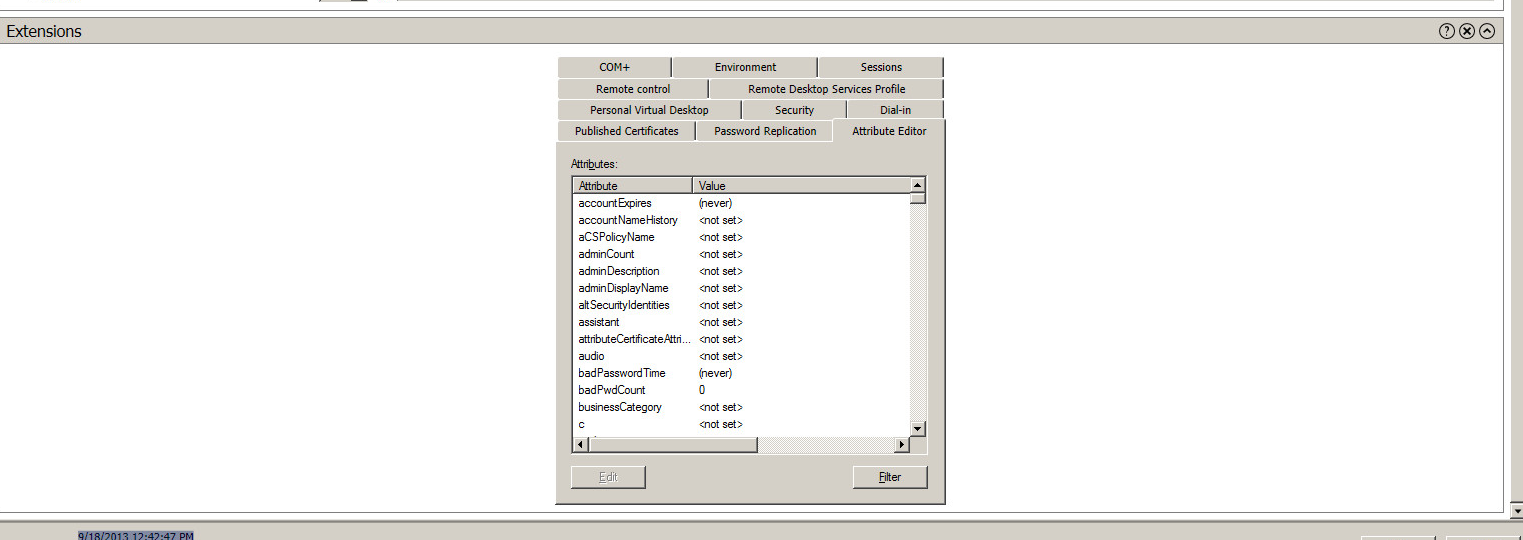 Extensions
COM+ Environment Sessions
Remote control Remote Desktop Services Profile
Personal Virtual Desktop Security Dial-in
Published Certificates Password Replication Attribute Editor
Attributes:
Attribute Value
accountExpires (never)
accountNameHistory <not set>
aCSPolicyName <not set>
adminCount <not set>
adminDescription <not set>
adminDisplayName <not set>
altSecurityIdentities <not set>
assistant <not set>
attributeCertificateAttri... <not set>
audio <not set>
badPasswordTime (never)
badPwdCount 0
businessCategory <not set>
c <not set>
Edit Filter
9/18/2013 12:42:47 PM